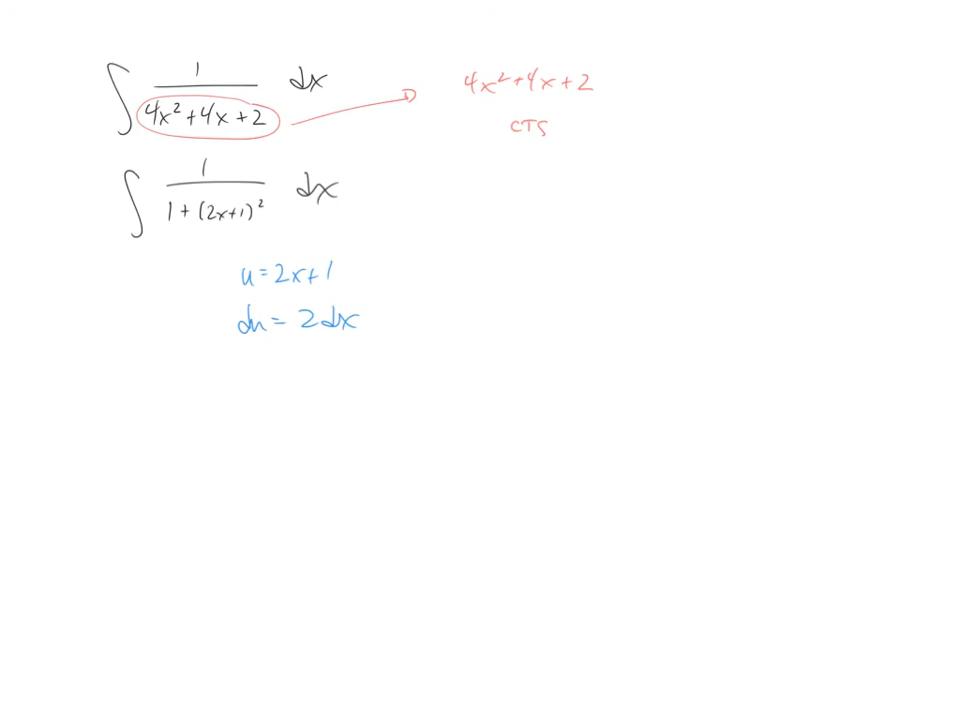 ∫ 1/(4x²+4x+2) dx → 4x²+4x+2
CTS
∫ 1/(1+(2x+1)²) dx
u=2x+1
du= 2dx